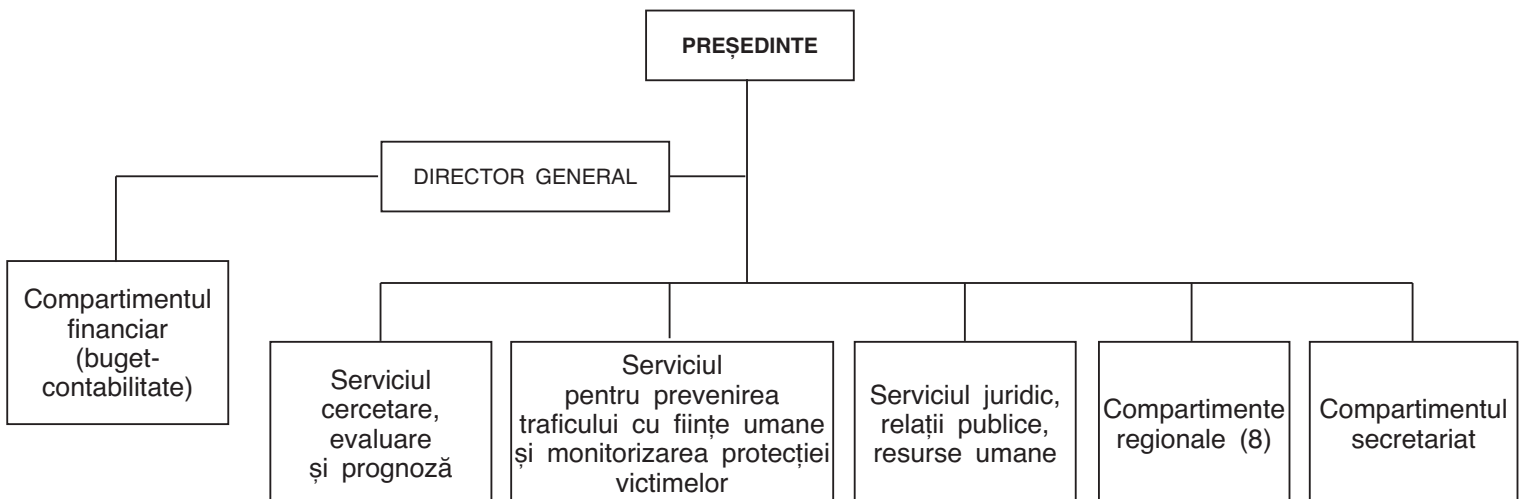 PREȘEDINTE
DIRECTOR GENERAL
Compartimentul
financiar
(buget-
contabilitate)
Serviciul
cercetare,
evaluare
și prognoză
Serviciul
pentru prevenirea
traficului cu ființe umane
și monitorizarea protecției
victimelor
Serviciul juridic,
relații publice,
resurse umane
Compartimente
regionale (8)
Compartimentul
secretariat